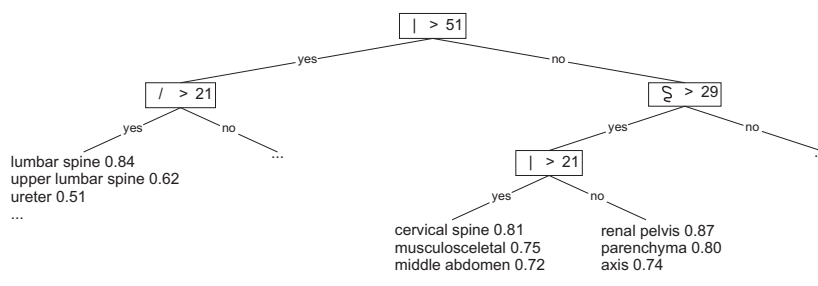 | > 51
yes
no
/ > 21
> 29
yes
no
yes
no
...
| > 21
lumbar spine 0.84
upper lumbar spine 0.62
ureter 0.51
...
yes
no
cervical spine 0.81
musculosceletal 0.75
middle abdomen 0.72
renal pelvis 0.87
parenchyma 0.80
axis 0.74